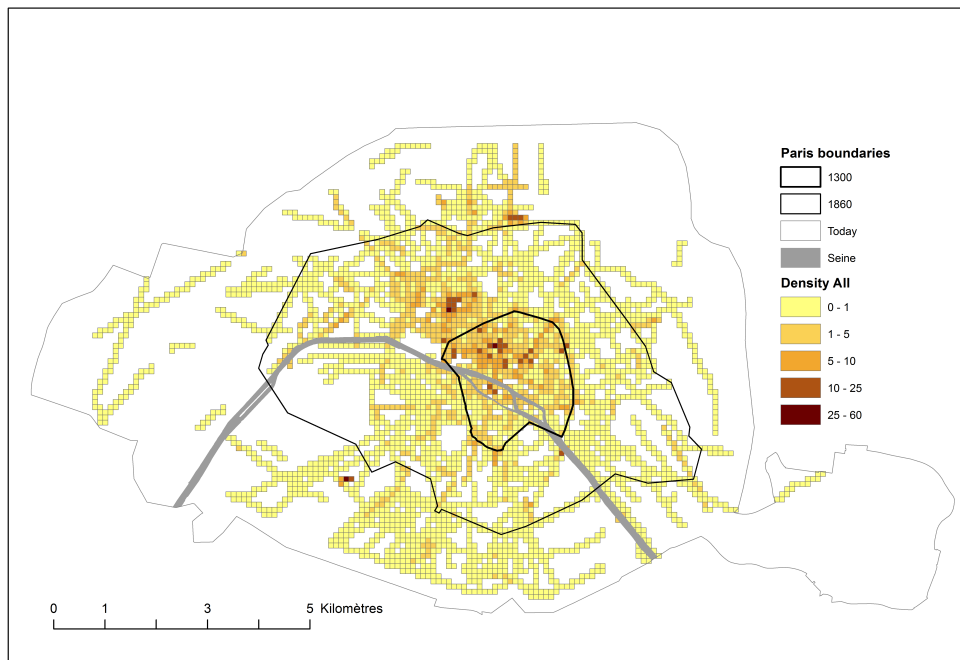 Paris boundaries
1300
1860
Today
Seine
Density All
0 - 1
1 - 5
5 - 10
10 - 25
25 - 60
0 1 3 5 Kilomètres